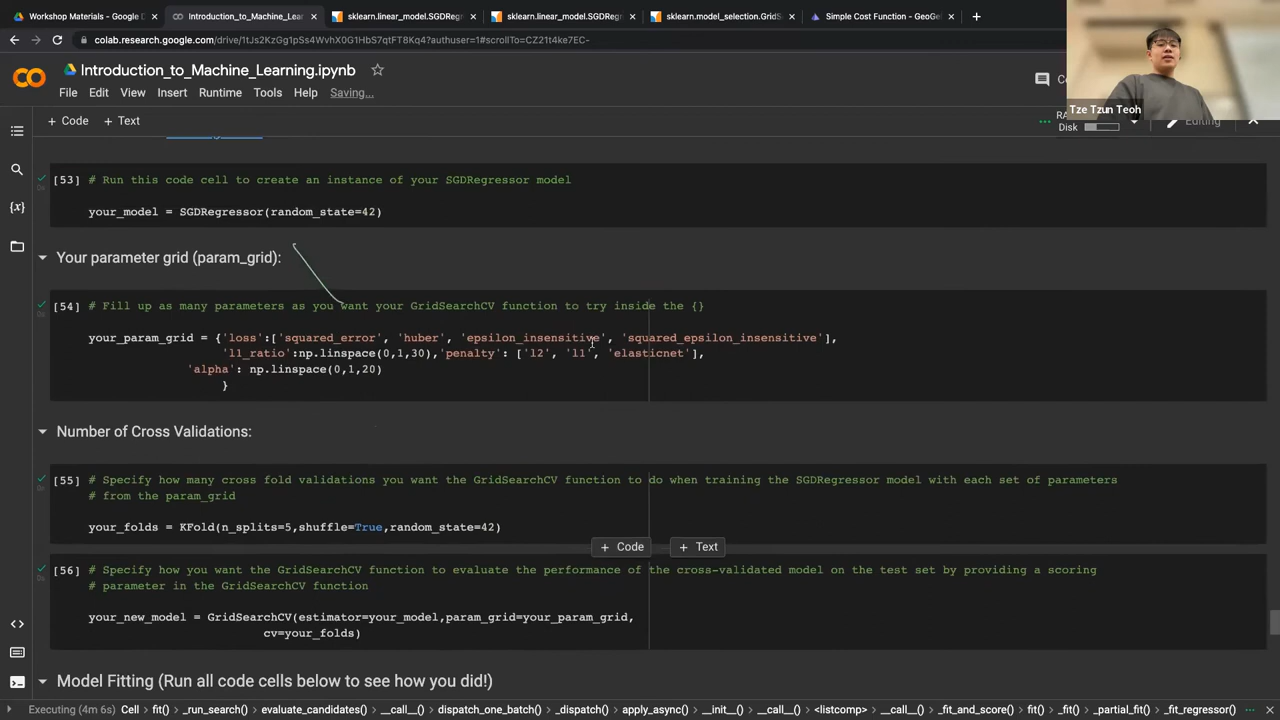 Workshop Materials - Google D
Introduction_to_Machine_Learnin
sklearn.linear_model.SGDRegr
sklearn.linear_model.SGDRegr
sklearn.model_selection.GridS
Simple Cost Function - GeoGe
colab.research.google.com/drive/1tJs2KzGg1pSs4WvhX0G1HbS7qtFT8Kq4?authuser=1#scrollTo=CZ21t4ke7EC-
Introduction_to_Machine_Learning.ipynb
File Edit View Insert Runtime Tools Help Saving...
Tze Tzun Teoh
+ Code + Text
RA
Disk
Editing
[53] # Run this code cell to create an instance of your SGDRegressor model
your_model = SGDRegressor(random_state=42)
Your parameter grid (param_grid):
[54] # Fill up as many parameters as you want your GridSearchCV function to try inside the {}
your_param_grid = {'loss':['squared_error', 'huber', 'epsilon_insensitive', 'squared_epsilon_insensitive'],
'l1_ratio':np.linspace(0,1,30),'penalty': ['l2', 'l1', 'elasticnet'],
'alpha': np.linspace(0,1,20)
}
Number of Cross Validations:
[55] # Specify how many cross fold validations you want the GridSearchCV function to do when training the SGDRegressor model with each set of parameters
# from the param_grid
your_folds = KFold(n_splits=5,shuffle=True,random_state=42)
+ Code + Text
[56] # Specify how you want the GridSearchCV function to evaluate the performance of the cross-validated model on the test set by providing a scoring
# parameter in the GridSearchCV function
your_new_model = GridSearchCV(estimator=your_model,param_grid=your_param_grid,
cv=your_folds)
Model Fitting (Run all code cells below to see how you did!)
Executing (4m 6s) Cell fit() _run_search() evaluate_candidates() __call__() dispatch_one_batch() _dispatch() apply_async() __init__() __call__() <listcomp> __call__() _fit_and_score() fit() _fit() _partial_fit() _fit_regressor()